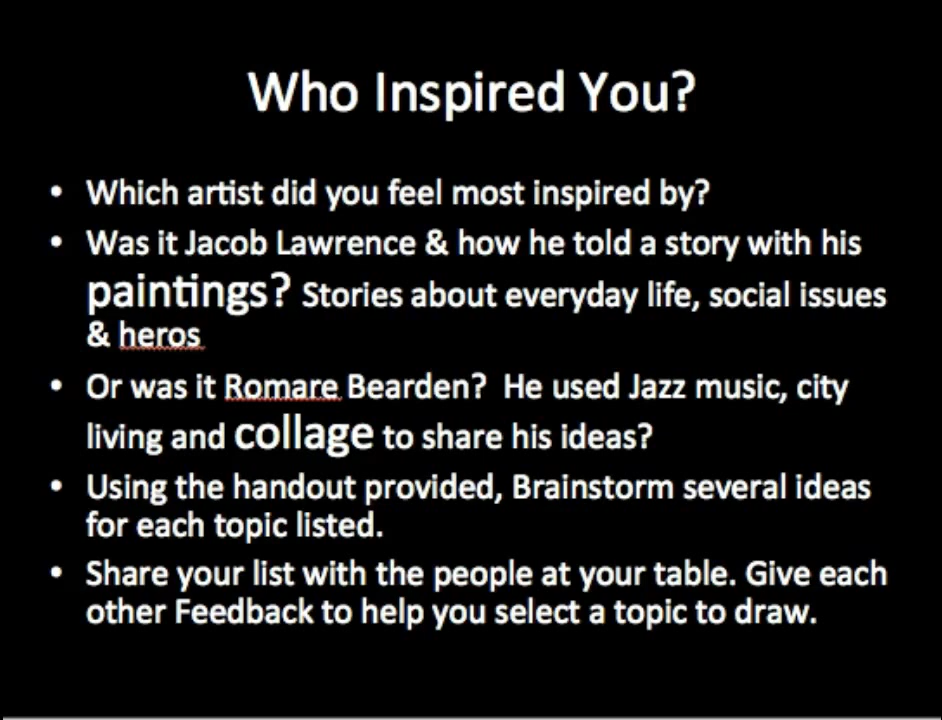 Who Inspired You?
• Which artist did you feel most inspired by?
• Was it Jacob Lawrence & how he told a story with his
paintings? Stories about everyday life, social issues
& heros
• Or was it Romare Bearden? He used Jazz music, city
living and collage to share his ideas?
• Using the handout provided, Brainstorm several ideas
for each topic listed.
• Share your list with the people at your table. Give each
other Feedback to help you select a topic to draw.